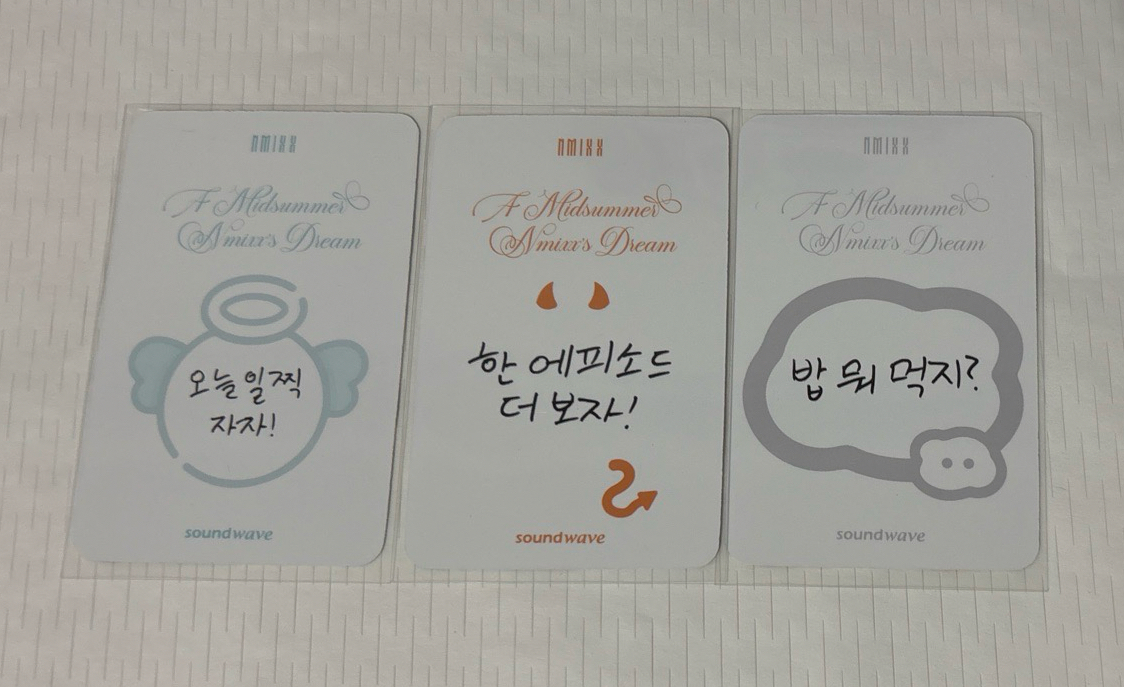 NMIXX
A Midsummer
Nmixx's Dream
오늘 일찍
자자!
soundwave
NMIXX
A Midsummer
Nmixx's Dream
한 에피소드
더 보자!
soundwave
NMIXX
A Midsummer
Nmixx's Dream
밥 뭐 먹지?
soundwave